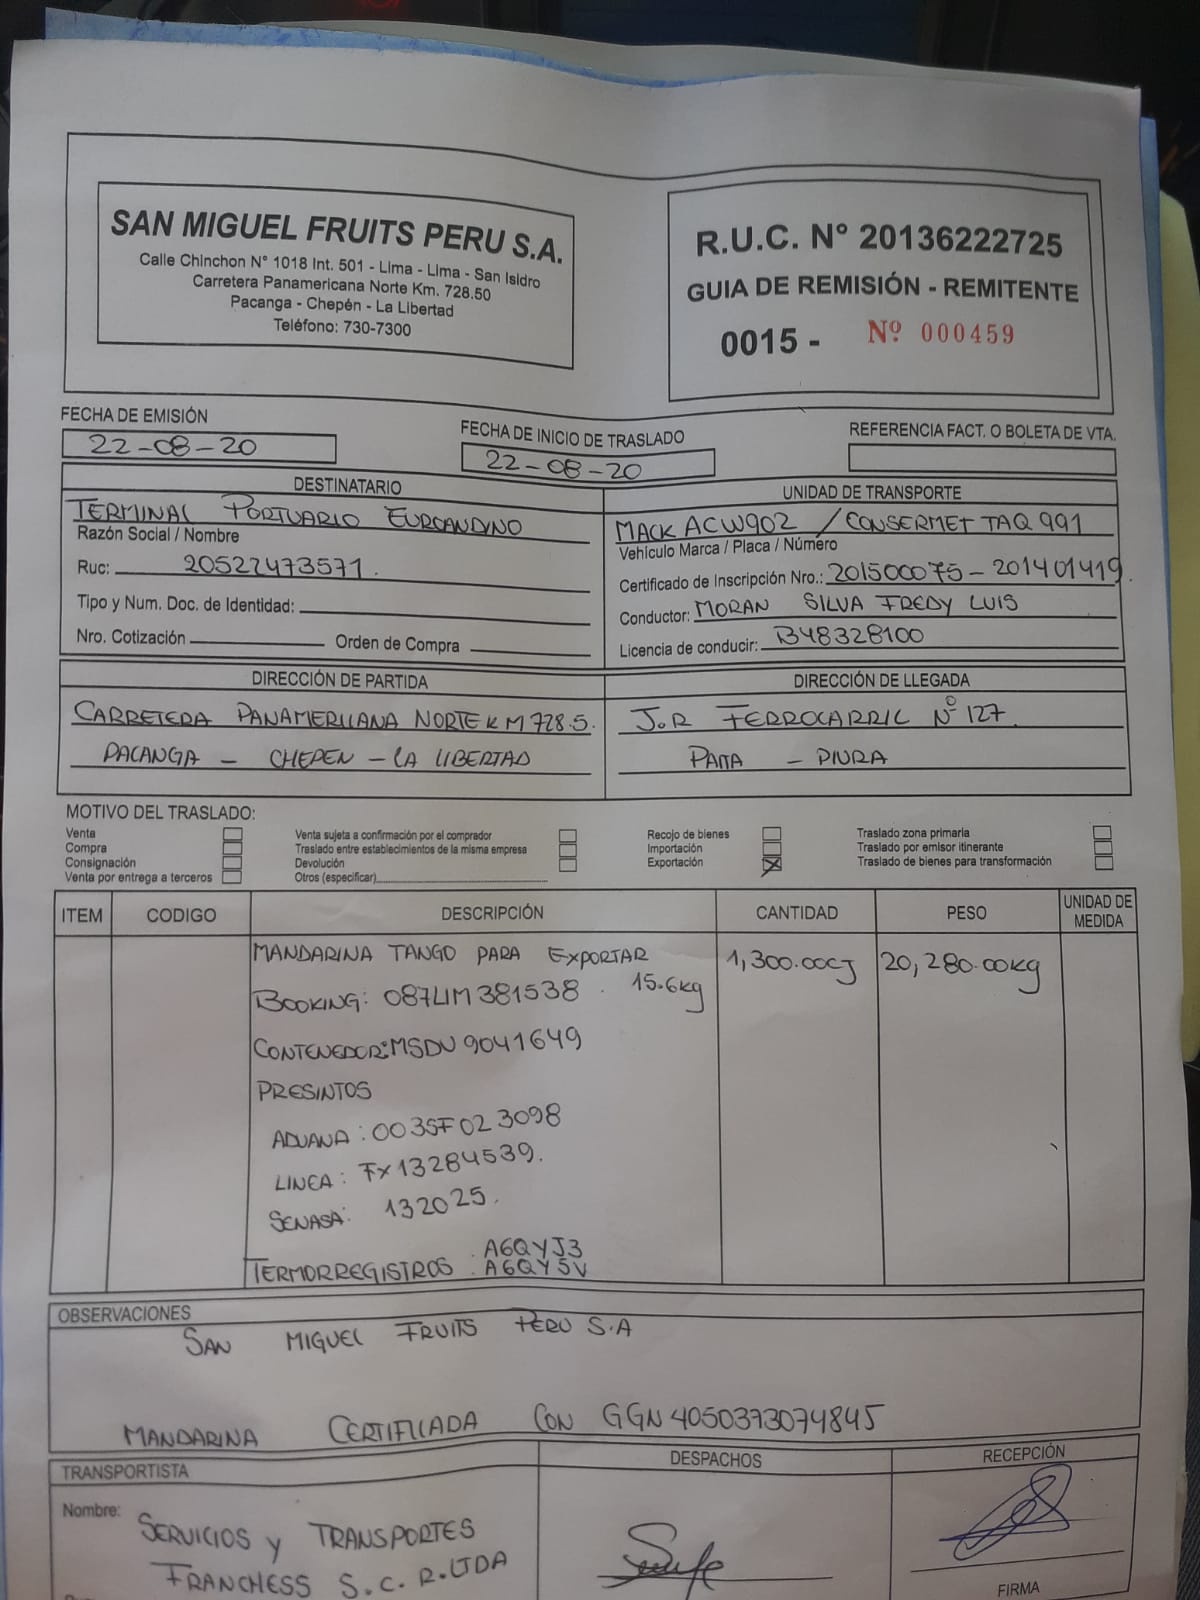 SAN MIGUEL FRUITS PERU S.A.
Calle Chinchon N° 1018 Int. 501 - Lima - Lima - San Isidro
Carretera Panamericana Norte Km. 728.50
Pacanga - Chepén - La Libertad
Teléfono: 730-7300
R.U.C. N° 20136222725
GUIA DE REMISIÓN - REMITENTE
0015 - Nº 000459
FECHA DE EMISIÓN
22-08-20
FECHA DE INICIO DE TRASLADO
22-08-20
REFERENCIA FACT. O BOLETA DE VTA.
DESTINATARIO
TERMINAL PORTUARIO EUROANDINO
Razón Social / Nombre
Ruc: 20522473571.
Tipo y Num. Doc. de Identidad:
Nro. Cotización Orden de Compra
UNIDAD DE TRANSPORTE
MACK ACW902 / CONSERMET TAQ 991
Vehículo Marca / Placa / Número
Certificado de Inscripción Nro.: 201500075 - 201401419.
Conductor: MORAN SILVA FREDY LUIS
Licencia de conducir: B48328100
DIRECCIÓN DE PARTIDA
CARRETERA PANAMERICANA NORTE KM 728.5.
PACANGA - CHEPEN - LA LIBERTAD
DIRECCIÓN DE LLEGADA
J.R FERROCARRIL N° 127.
PAITA - PIURA
MOTIVO DEL TRASLADO:
Venta
Compra
Consignación
Venta por entrega a terceros
Venta sujeta a confirmación por el comprador
Traslado entre establecimientos de la misma empresa
Devolución
Otros (especificar)
Recojo de bienes
Importación
Exportación X
Traslado zona primaria
Traslado por emisor itinerante
Traslado de bienes para transformación
ITEM CODIGO DESCRIPCIÓN CANTIDAD PESO UNIDAD DE MEDIDA
MANDARINA TANGO PARA EXPORTAR 1,300.00CJ 20,280.00kg
BOOKING: 087LIM381538. 15.6kg
CONTENEDOR: MSDU 9041649
PRESINTOS
ADUANA: 0035F023098
LINEA: Fx13284539.
SENASA: 132025.
: A6QYJ3
TERMORREGISTROS : A6QY5V
OBSERVACIONES
SAN MIGUEL FRUITS PERU S.A
MANDARINA CERTIFICADA CON GGN 4050373074845
TRANSPORTISTA
Nombre: SERVICIOS y TRANSPORTES
FRANCHESS S.C.R.LTDA
DESPACHOS
RECEPCIÓN
FIRMA